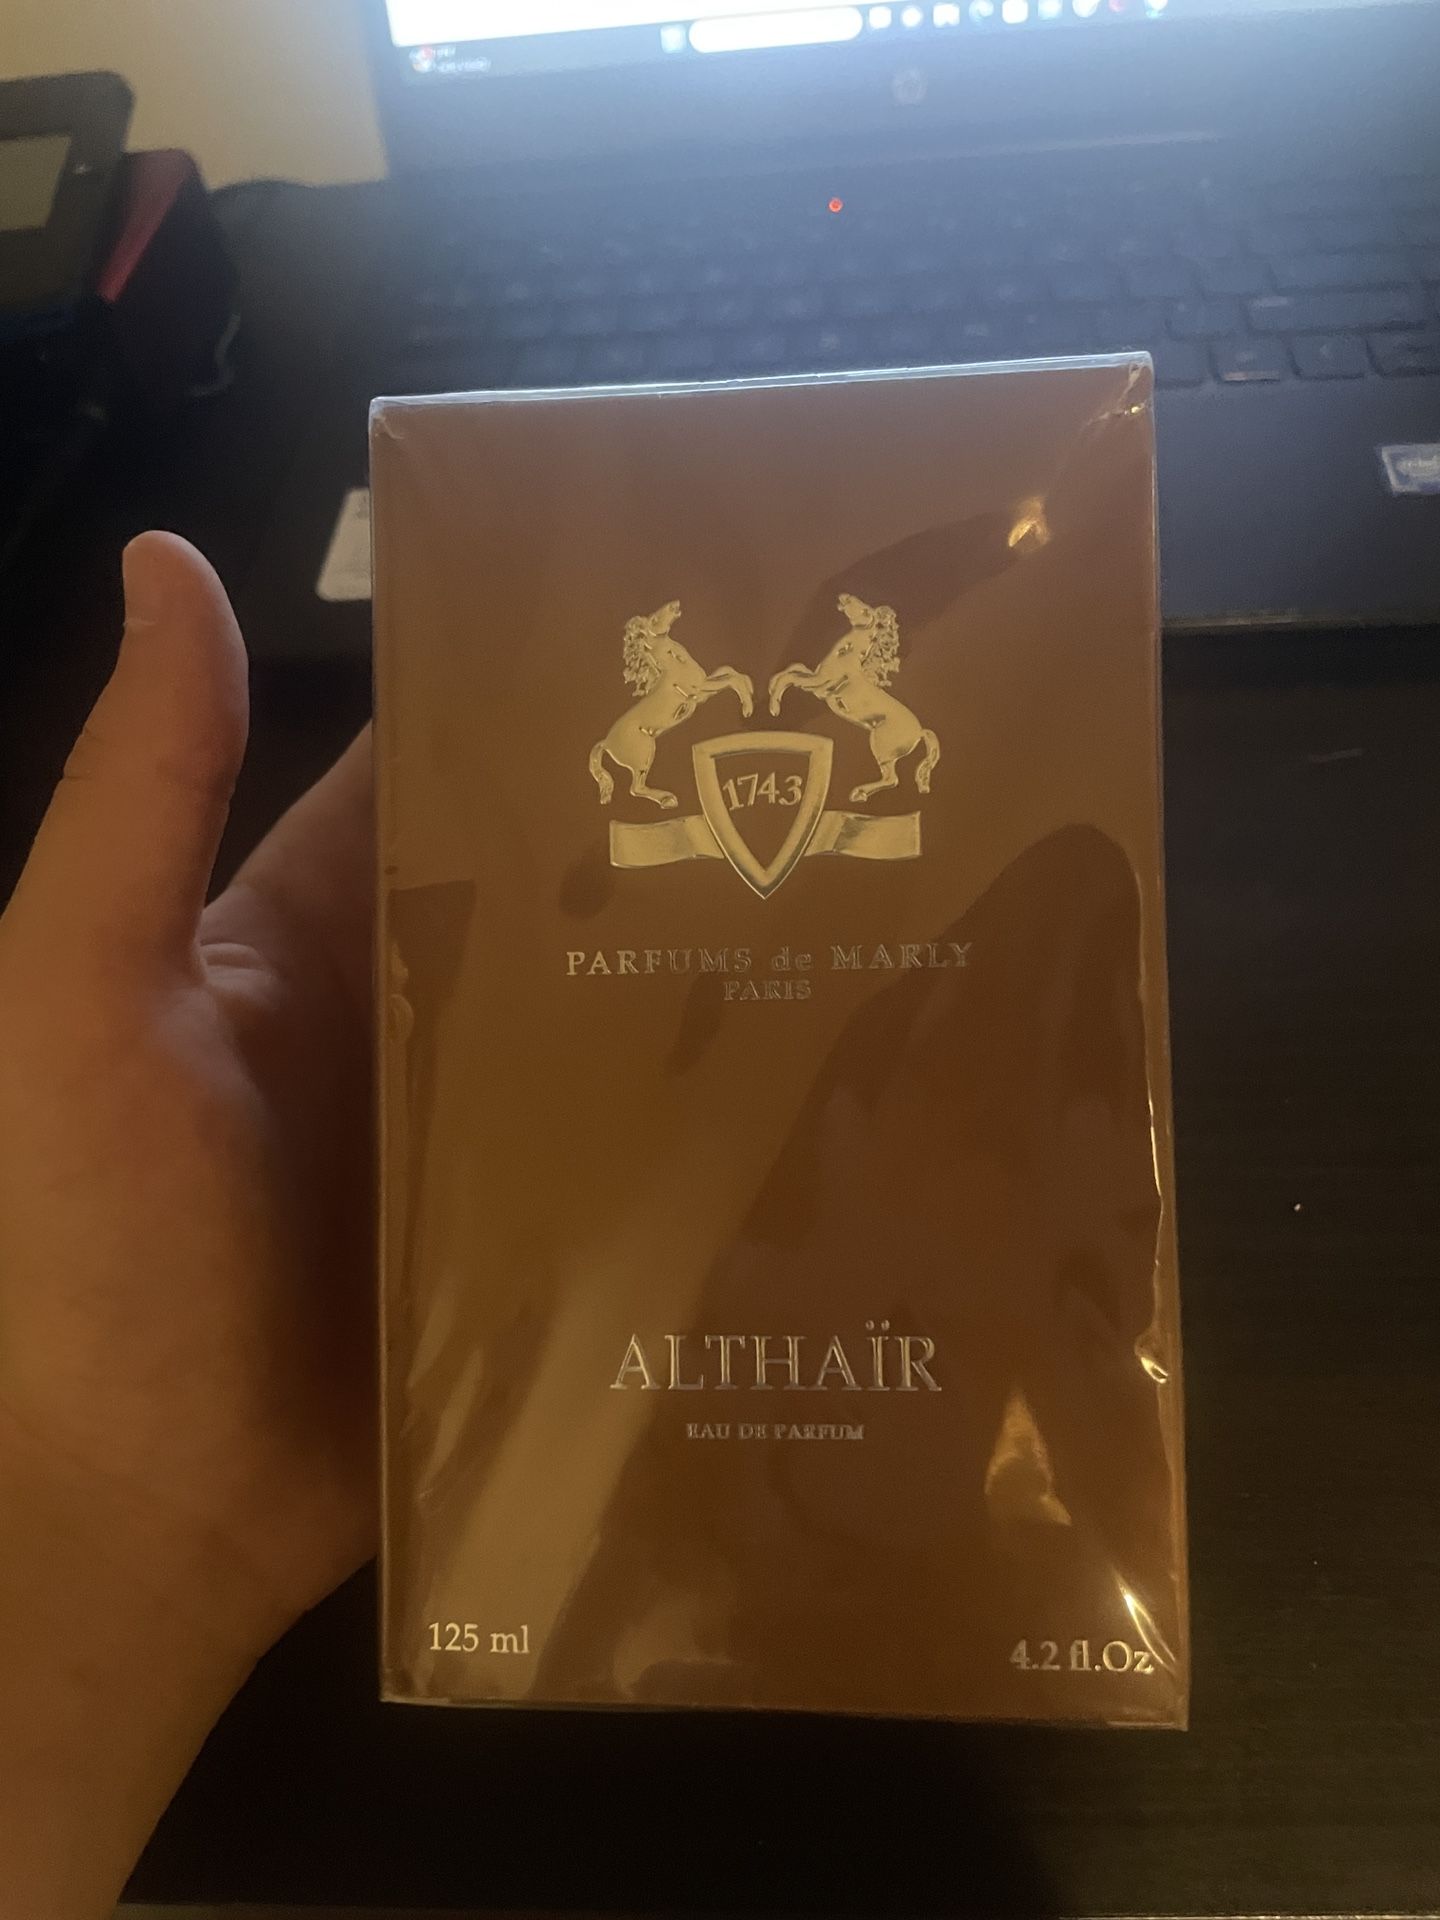 1743
PARFUMS de MARLY
PARIS
ALTHAÏR
EAU DE PARFUM
125 ml
4.2 fl.Oz